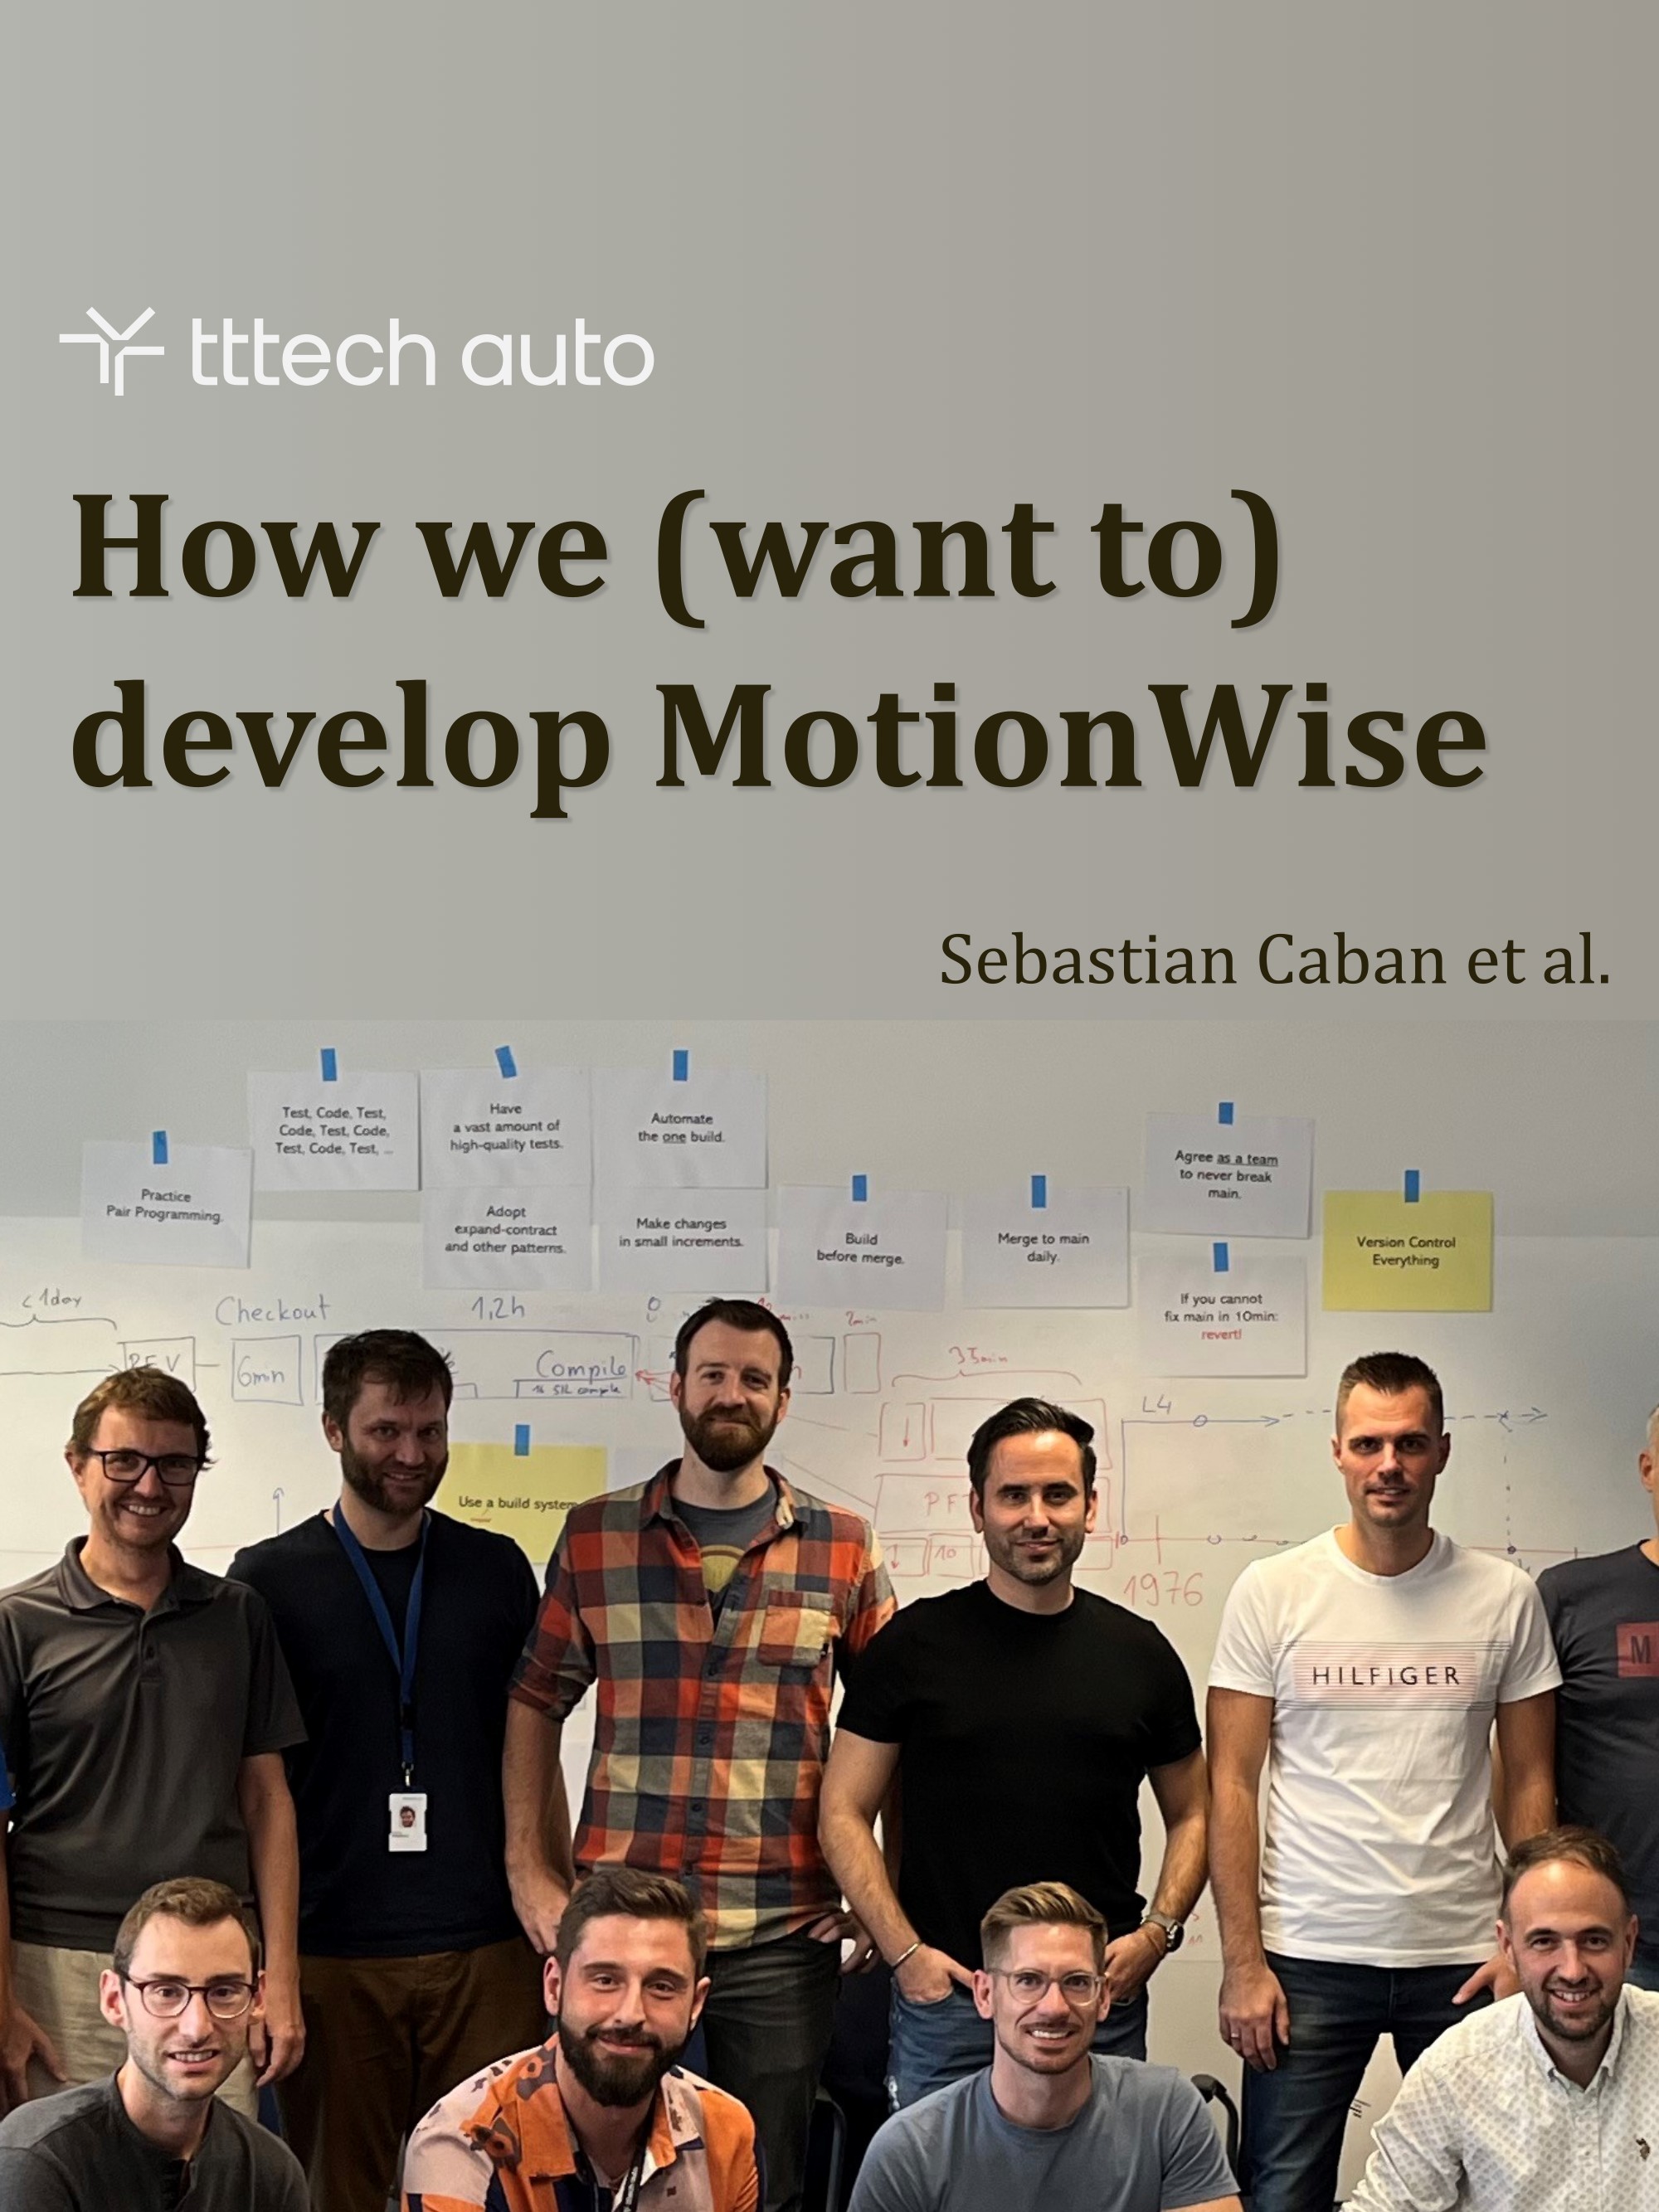 tttech auto
How we (want to)
develop MotionWise
Sebastian Caban et al.
Test, Code, Test,
Code, Test, Code,
Test, Code, Test, ...
Have
a vast amount of
high-quality tests.
Automate
the one build.
Agree as a team
to never break
main.
Practice
Pair Programming.
Adopt
expand-contract
and other patterns.
Make changes
in small increments.
Build
before merge.
Merge to main
daily.
Version Control
Everything
If you cannot
fix main in 10min:
revert!
< 1day
Checkout
1,2h
REV
6min
Compile
35min
L4
Use a build system
PF
10
1976
HILFIGER
M